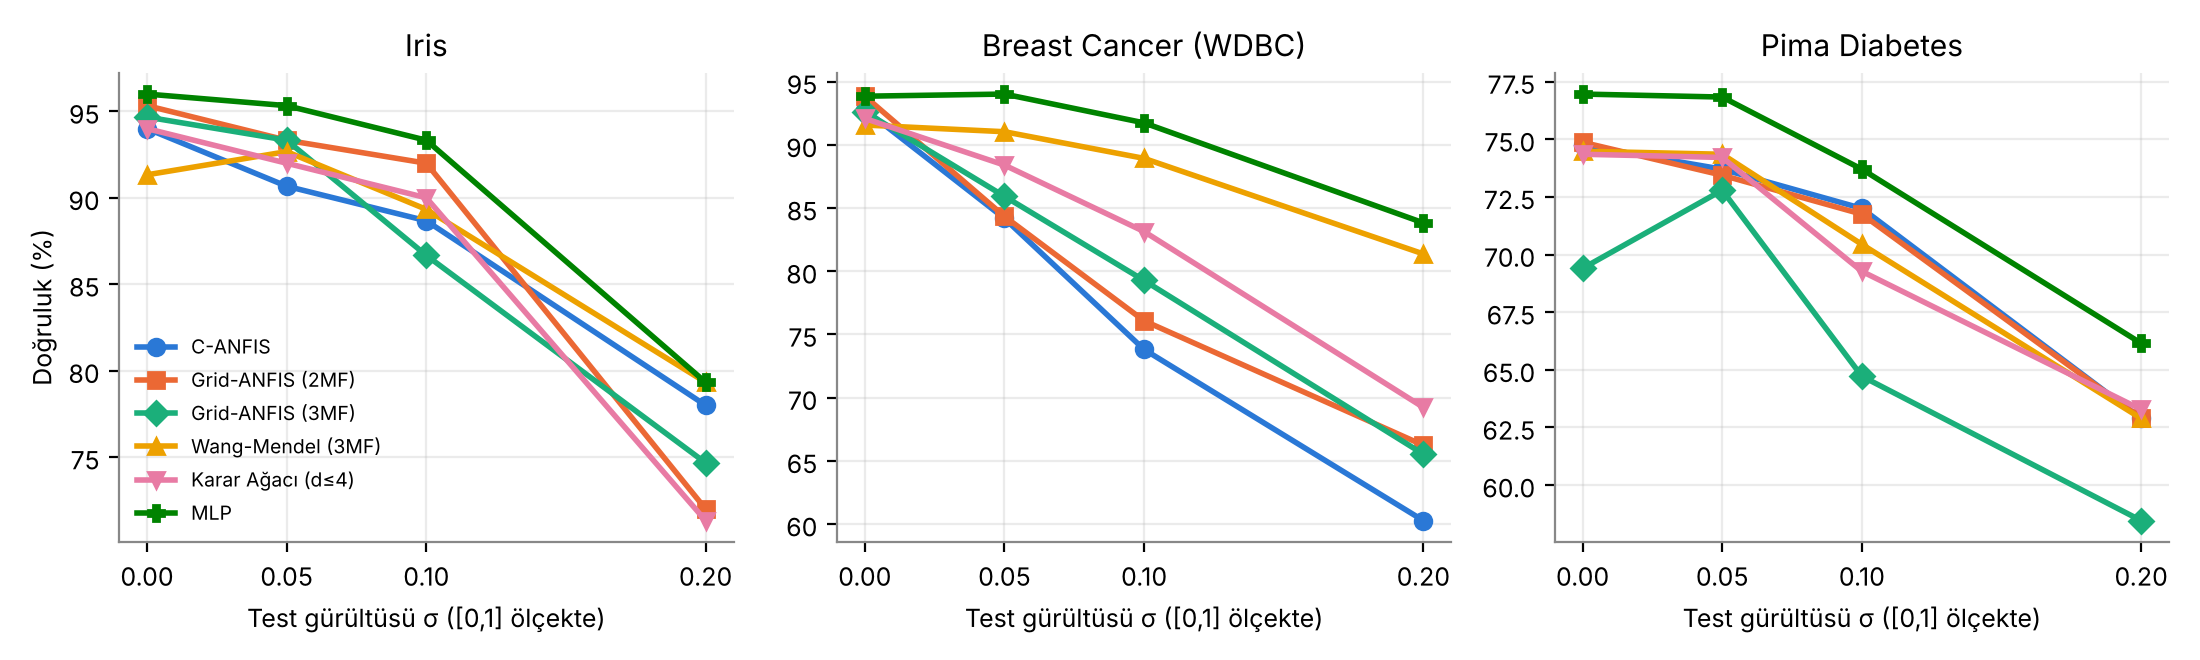 Iris
Breast Cancer (WDBC)
Pima Diabetes
Doğruluk (%)
95
90
85
80
75
C-ANFIS
Grid-ANFIS (2MF)
Grid-ANFIS (3MF)
Wang-Mendel (3MF)
Karar Ağacı (d≤4)
MLP
0.00 0.05 0.10 0.20
Test gürültüsü σ ([0,1] ölçekte)
95
90
85
80
75
70
65
60
0.00 0.05 0.10 0.20
Test gürültüsü σ ([0,1] ölçekte)
77.5
75.0
72.5
70.0
67.5
65.0
62.5
60.0
0.00 0.05 0.10 0.20
Test gürültüsü σ ([0,1] ölçekte)